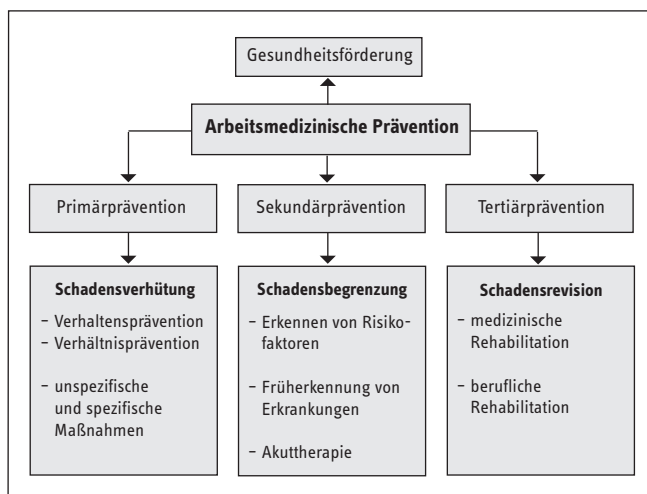 Gesundheitsförderung
Arbeitsmedizinische Prävention
Primärprävention
Sekundärprävention
Tertiärprävention
Schadensverhütung
– Verhaltensprävention
– Verhältnisprävention
– unspezifische
und spezifische
Maßnahmen
Schadensbegrenzung
– Erkennen von Risiko-
faktoren
– Früherkennung von
Erkrankungen
– Akuttherapie
Schadensrevision
– medizinische
Rehabilitation
– berufliche
Rehabilitation